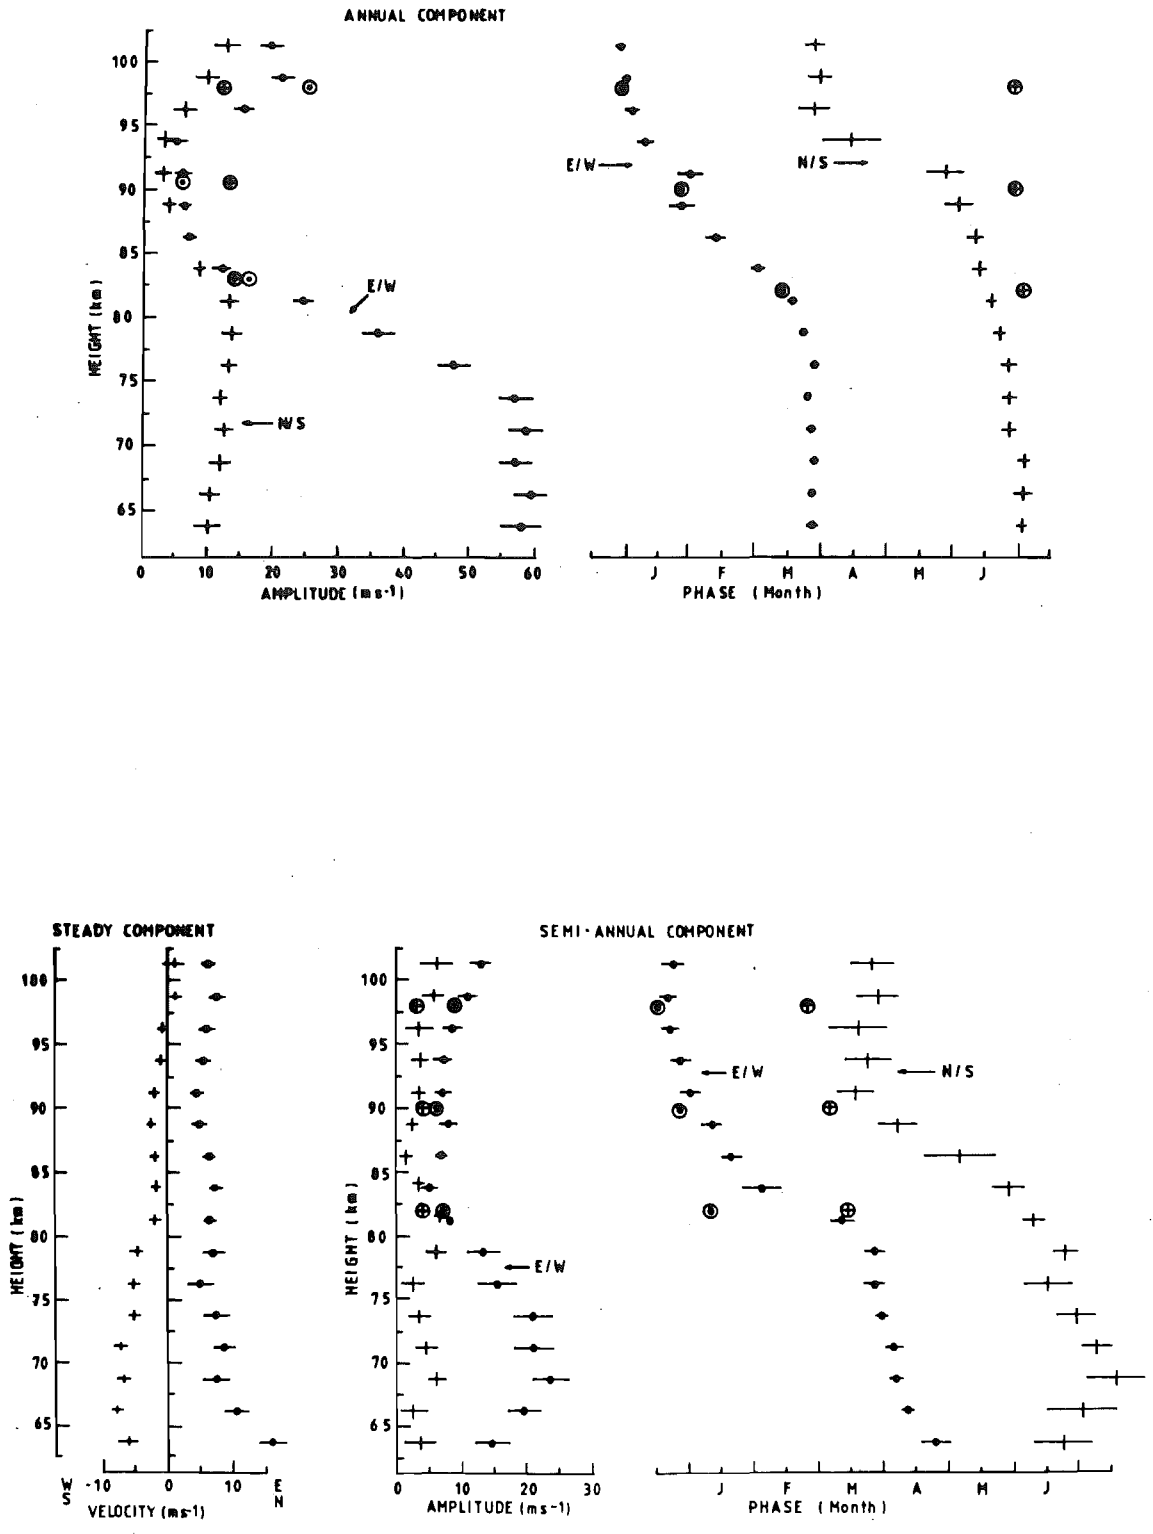 ANNUAL COMPONENT
100
95
90
85
80
75
70
65
HEIGHT (km)
E/W
N/S
E/W
N/S
0 10 20 30 40 50 60
AMPLITUDE (ms-1)
J F M A M J
PHASE (Month)
STEADY COMPONENT
SEMI-ANNUAL COMPONENT
100
95
90
85
80
75
70
65
HEIGHT (km)
W
S
-10 0 10
E
N
VELOCITY (ms-1)
100
95
90
85
80
75
70
65
HEIGHT (km)
E/W
E/W
N/S
0 10 20 30
AMPLITUDE (ms-1)
J F M A M J
PHASE (Month)